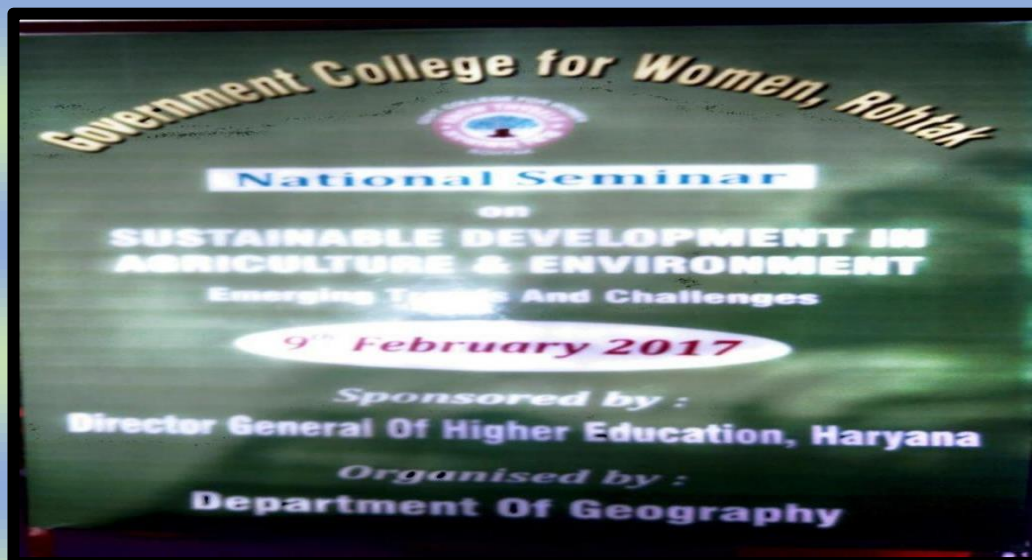 Government College for Women, Rohtak
National Seminar
on
SUSTAINABLE DEVELOPMENT IN
AGRICULTURE & ENVIRONMENT
Emerging Trends And Challenges
9th February 2017
Sponsored by :
Director General Of Higher Education, Haryana
Organised by :
Department Of Geography